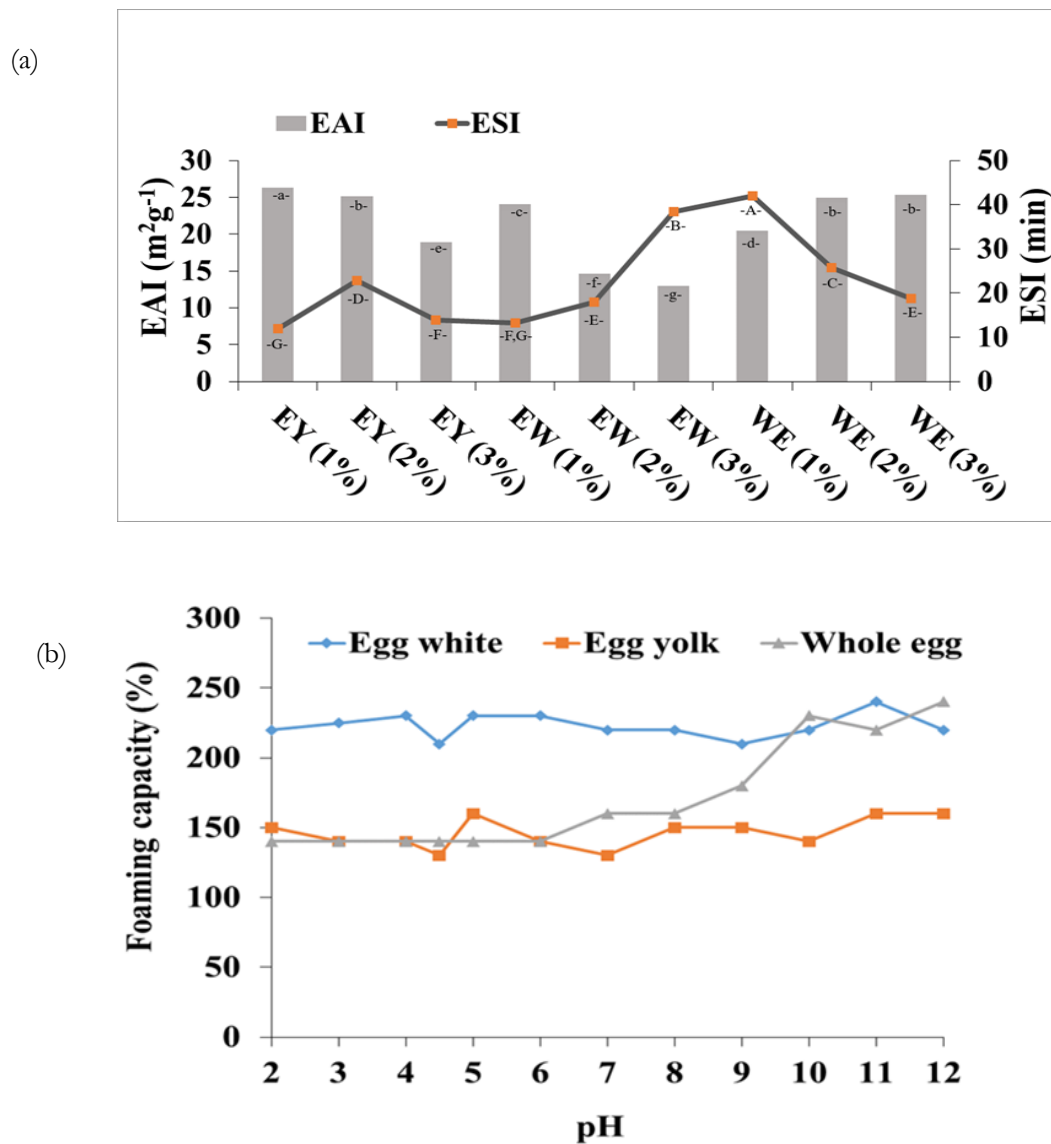 (a)
EAI ESI
EAI (m²g⁻¹)
30
25
20
15
10
5
0
-a-
-b-
-e-
-c-
-f-
-g-
-d-
-b-
-b-
-G-
-D-
-F-
-F,G-
-E-
-B-
-A-
-C-
-E-
50
40
30
20
10
0
ESI (min)
EY (1%)
EY (2%)
EY (3%)
EW (1%)
EW (2%)
EW (3%)
WE (1%)
WE (2%)
WE (3%)
(b)
Egg white Egg yolk Whole egg
Foaming capacity (%)
300
250
200
150
100
50
0
2 3 4 5 6 7 8 9 10 11 12
pH